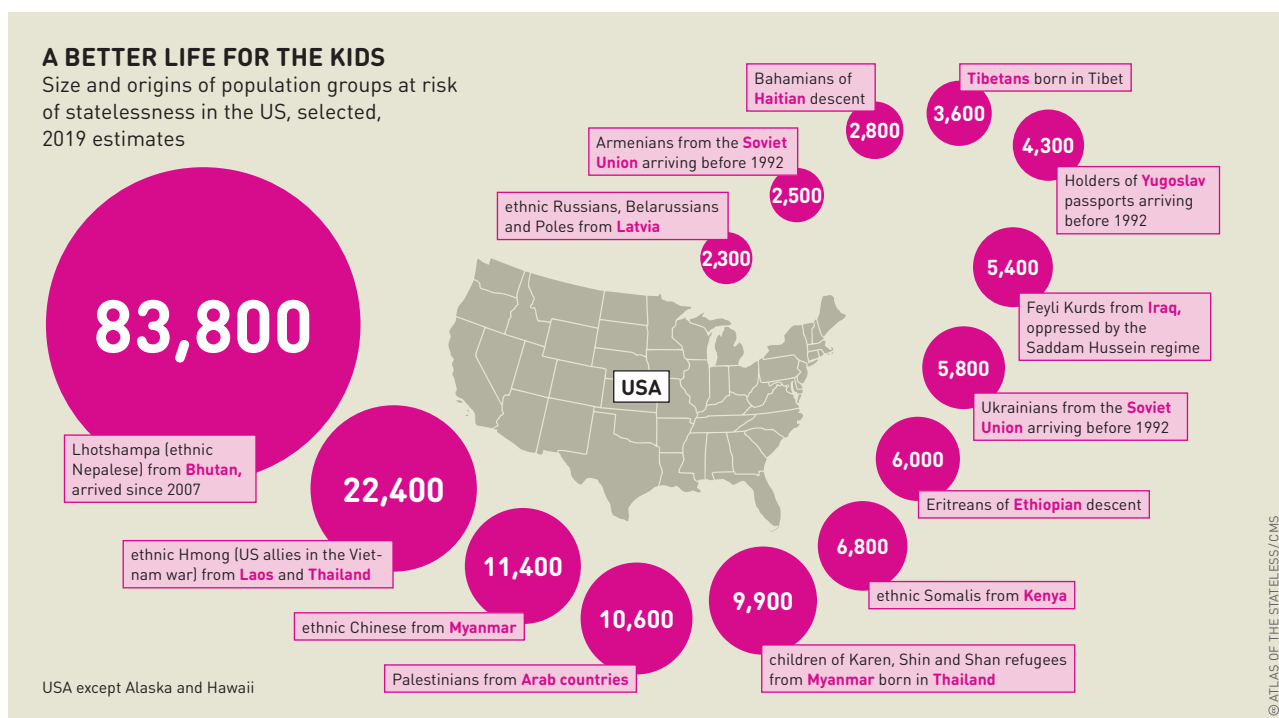 A BETTER LIFE FOR THE KIDS
Size and origins of population groups at risk
of statelessness in the US, selected,
2019 estimates
83,800
Lhotshampa (ethnic
Nepalese) from Bhutan,
arrived since 2007
22,400
ethnic Hmong (US allies in the Viet-
nam war) from Laos and Thailand
11,400
ethnic Chinese from Myanmar
10,600
Palestinians from Arab countries
9,900
children of Karen, Shin and Shan refugees
from Myanmar born in Thailand
6,800
ethnic Somalis from Kenya
6,000
Eritreans of Ethiopian descent
5,800
Ukrainians from the Soviet
Union arriving before 1992
5,400
Feyli Kurds from Iraq,
oppressed by the
Saddam Hussein regime
4,300
Holders of Yugoslav
passports arriving
before 1992
Tibetans born in Tibet
3,600
Bahamians of
Haitian descent
2,800
Armenians from the Soviet
Union arriving before 1992
2,500
ethnic Russians, Belarussians
and Poles from Latvia
2,300
USA
USA except Alaska and Hawaii
© ATLAS OF THE STATELESS/CMS